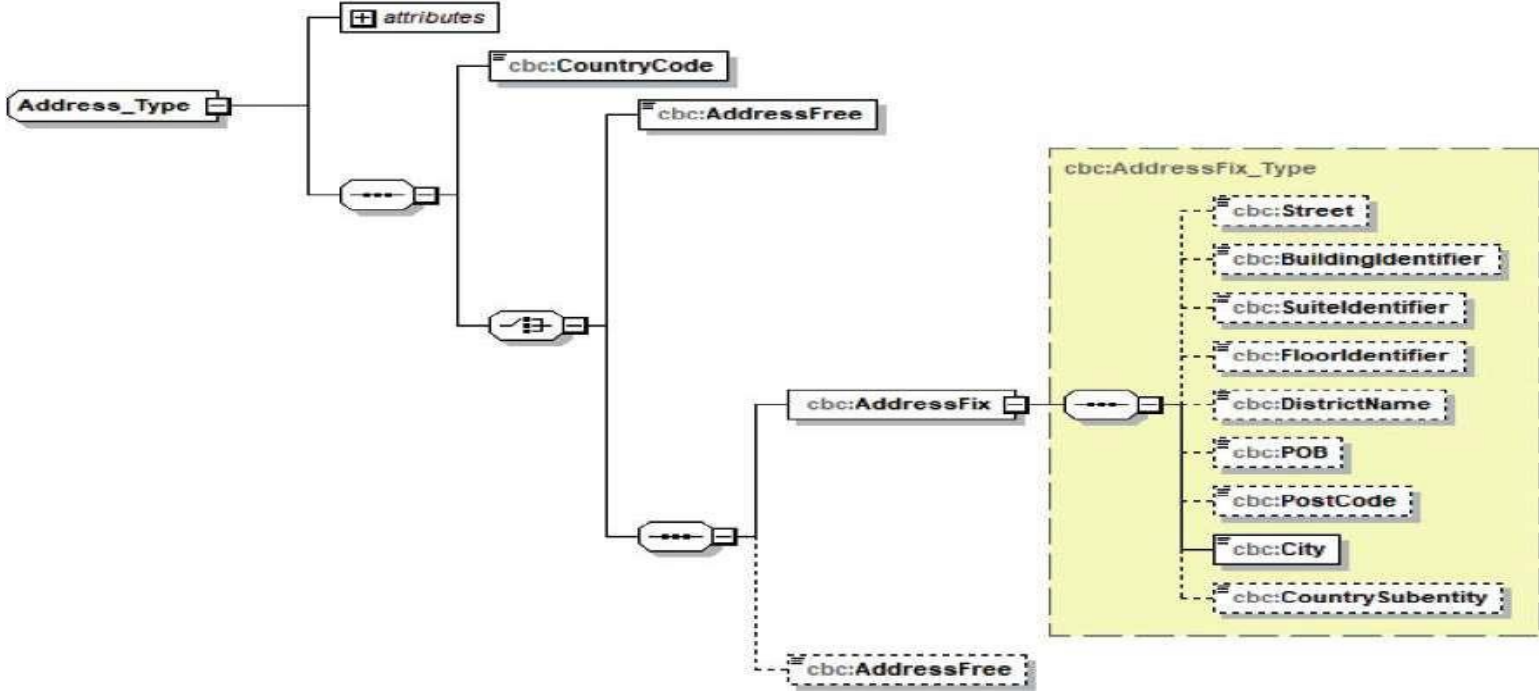 attributes
cbc:CountryCode
Address_Type
cbc:AddressFree
cbc:AddressFix_Type
cbc:Street
cbc:BuildingIdentifier
cbc:SuiteIdentifier
cbc:FloorIdentifier
cbc:AddressFix
cbc:DistrictName
cbc:POB
cbc:PostCode
cbc:City
cbc:CountrySubentity
cbc:AddressFree